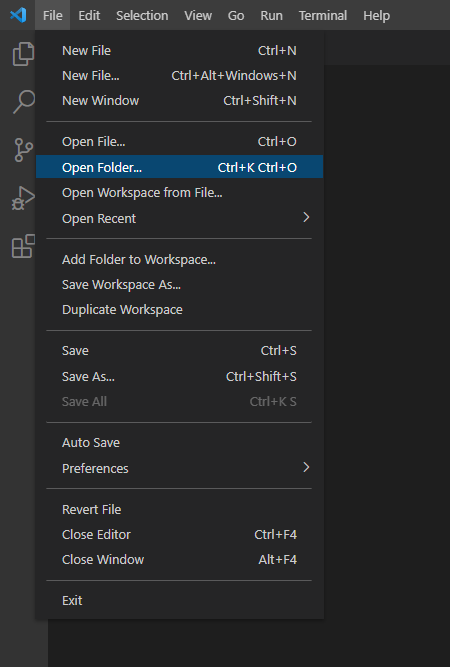 File Edit Selection View Go Run Terminal Help
New File Ctrl+N
New File... Ctrl+Alt+Windows+N
New Window Ctrl+Shift+N
Open File... Ctrl+O
Open Folder... Ctrl+K Ctrl+O
Open Workspace from File...
Open Recent
Add Folder to Workspace...
Save Workspace As...
Duplicate Workspace
Save Ctrl+S
Save As... Ctrl+Shift+S
Save All Ctrl+K S
Auto Save
Preferences
Revert File
Close Editor Ctrl+F4
Close Window Alt+F4
Exit